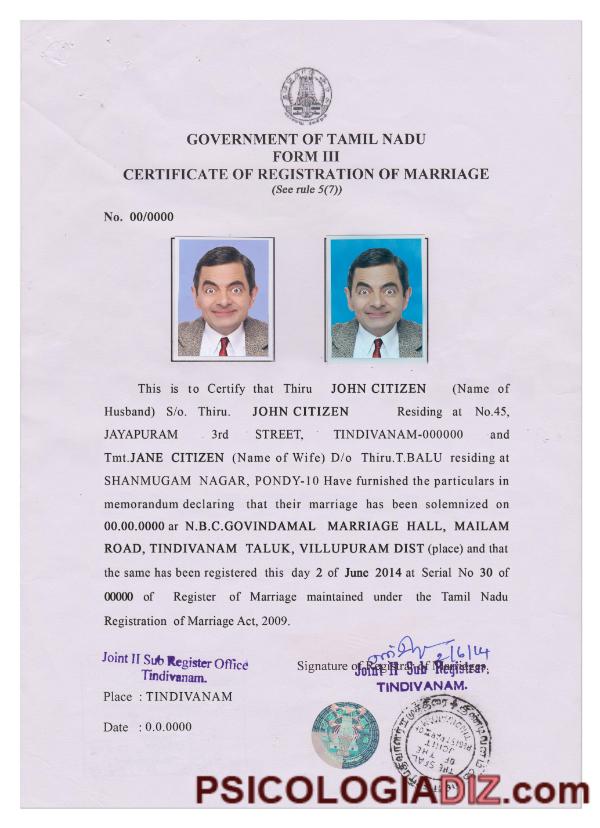 GOVERNMENT OF TAMIL NADU
FORM III
CERTIFICATE OF REGISTRATION OF MARRIAGE
(See rule 5(7))
No. 00/0000
This is to Certify that Thiru JOHN CITIZEN (Name of
Husband) S/o. Thiru. JOHN CITIZEN Residing at No.45,
JAYAPURAM 3rd STREET, TINDIVANAM-000000 and
Tmt.JANE CITIZEN (Name of Wife) D/o Thiru.T.BALU residing at
SHANMUGAM NAGAR, PONDY-10 Have furnished the particulars in
memorandum declaring that their marriage has been solemnized on
00.00.0000 ar N.B.C.GOVINDAMAL MARRIAGE HALL, MAILAM
ROAD, TINDIVANAM TALUK, VILLUPURAM DIST (place) and that
the same has been registered this day 2 of June 2014 at Serial No 30 of
00000 of Register of Marriage maintained under the Tamil Nadu
Registration of Marriage Act, 2009.
Joint II Sub Register Office
Tindivanam.
2/6/14
Signature of Registrar of Marriages
Joint II Sub Registrar,
TINDIVANAM.
Place : TINDIVANAM
Date : 0.0.0000
THE SEAL
OF THE
JOINT
PSICOLOGIADIZ.com